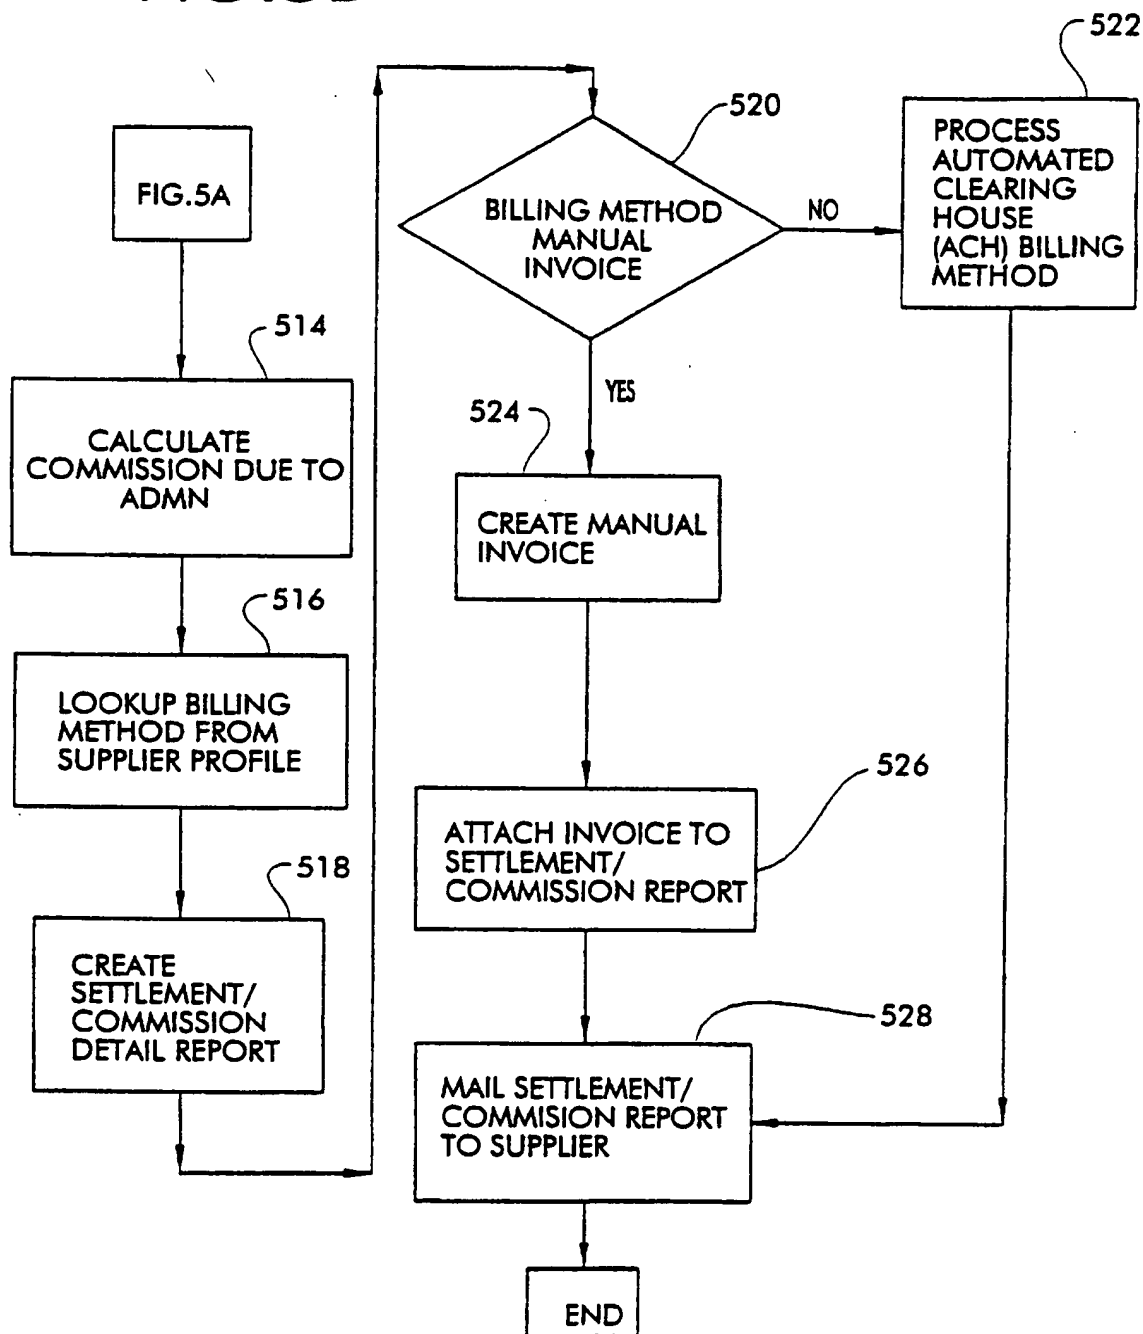 FIG.5A
514
CALCULATE
COMMISSION DUE TO
ADMN
516
LOOKUP BILLING
METHOD FROM
SUPPLIER PROFILE
518
CREATE
SETTLEMENT/
COMMISSION
DETAIL REPORT
520
BILLING METHOD
MANUAL
INVOICE
NO
YES
522
PROCESS
AUTOMATED
CLEARING
HOUSE
(ACH) BILLING
METHOD
524
CREATE MANUAL
INVOICE
526
ATTACH INVOICE TO
SETTLEMENT/
COMMISSION REPORT
528
MAIL SETTLEMENT/
COMMISION REPORT
TO SUPPLIER
END